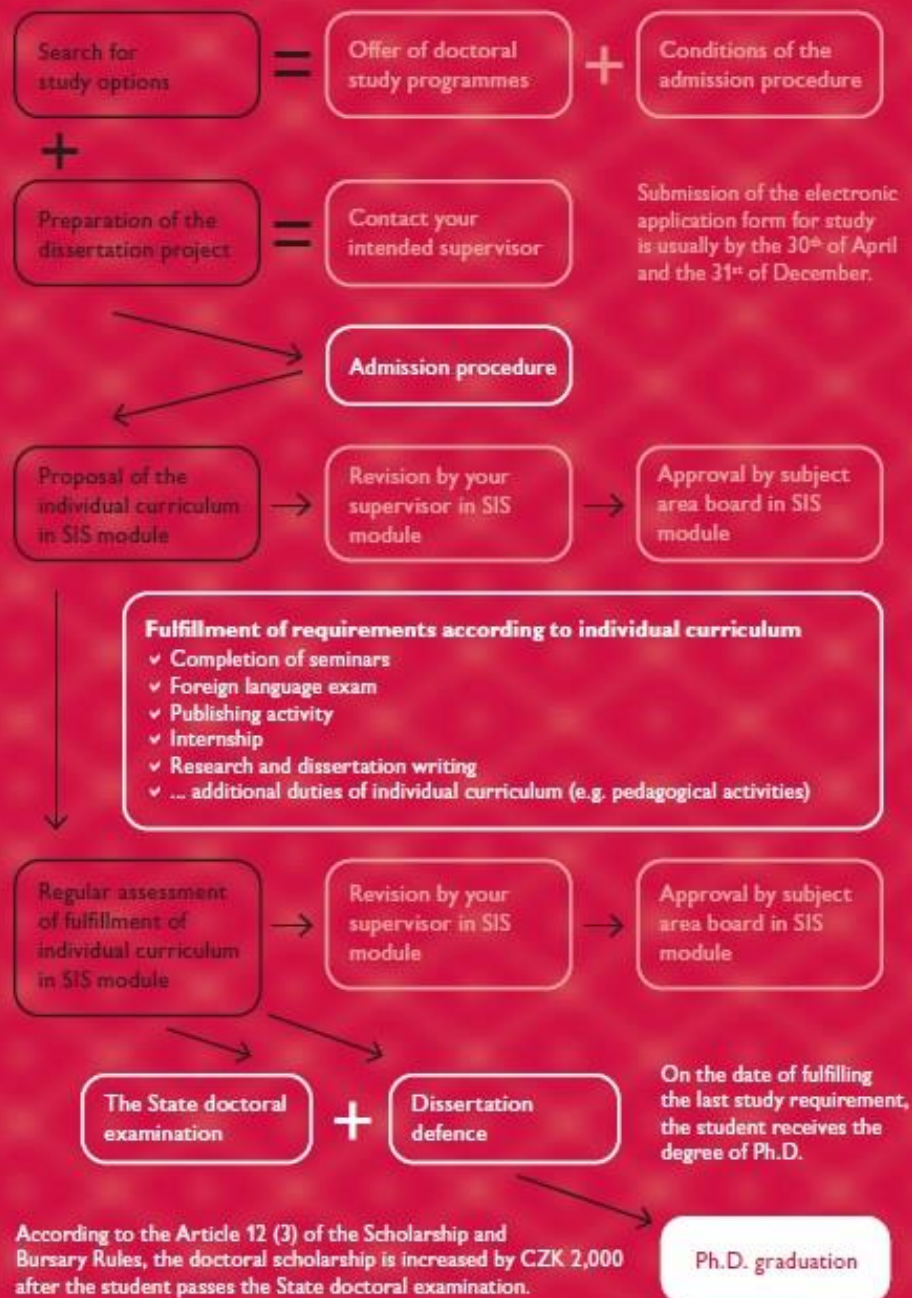 Search for
study options
=
Offer of doctoral
study programmes
+
Conditions of the
admission procedure
+
Preparation of the
dissertation project
=
Contact your
intended supervisor
Submission of the electronic
application form for study
is usually by the 30th of April
and the 31st of December.
Admission procedure
Proposal of the
individual curriculum
in SIS module
Revision by your
supervisor in SIS
module
Approval by subject
area board in SIS
module
Fulfillment of requirements according to individual curriculum
Completion of seminars
Foreign language exam
Publishing activity
Internship
Research and dissertation writing
... additional duties of individual curriculum (e.g. pedagogical activities)
Regular assessment
of fulfillment of
individual curriculum
in SIS module
Revision by your
supervisor in SIS
module
Approval by subject
area board in SIS
module
The State doctoral
examination
+
Dissertation
defence
On the date of fulfilling
the last study requirement,
the student receives the
degree of Ph.D.
According to the Article 12 (3) of the Scholarship and
Bursary Rules, the doctoral scholarship is increased by CZK 2,000
after the student passes the State doctoral examination.
Ph.D. graduation